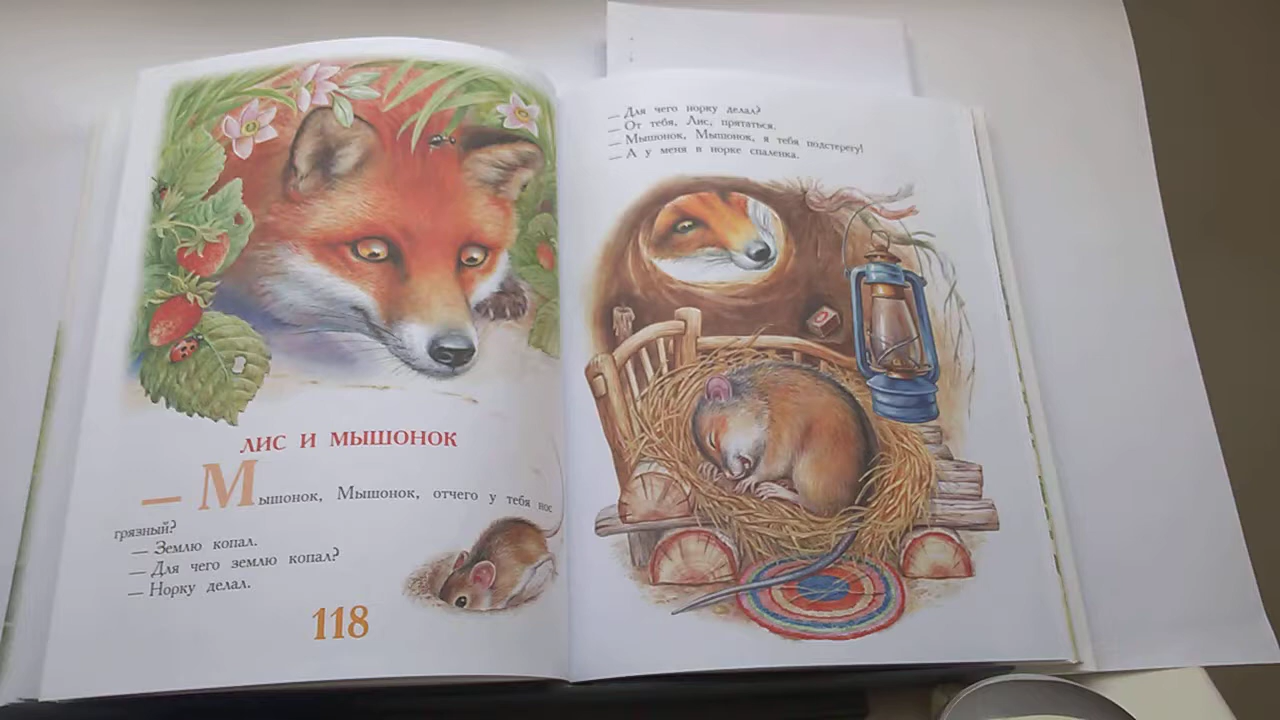 ЛИС И МЫШОНОК
— Мышонок, Мышонок, отчего у тебя нос
грязный?
— Землю копал.
— Для чего землю копал?
— Норку делал.
118
— Для чего норку делал?
— От тебя, Лис, прятаться.
— Мышонок, Мышонок, я тебя подстерегу!
— А у меня в норке спаленка.